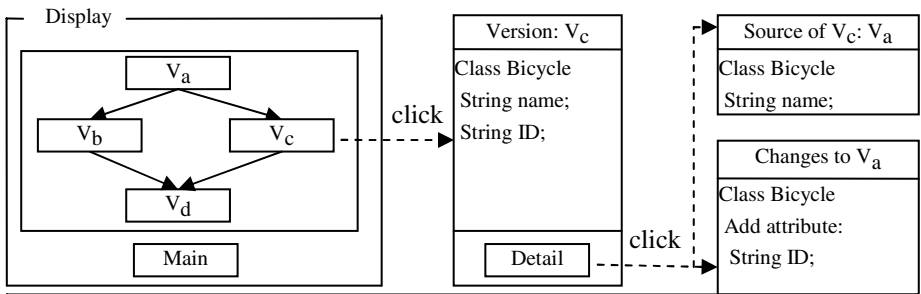 Display
Va
Vb
Vc
Vd
Main
click
Version: Vc
Class Bicycle
String name;
String ID;
Detail
click
Source of Vc: Va
Class Bicycle
String name;
Changes to Va
Class Bicycle
Add attribute:
String ID;